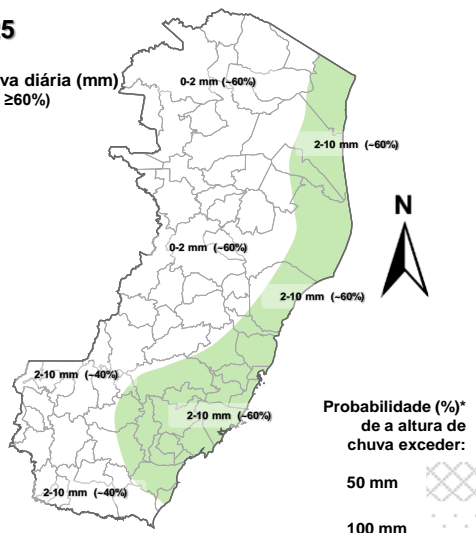 25
va diária (mm)
≥60%)
0-2 mm (~60%)
2-10 mm (~60%)
N
0-2 mm (~60%)
2-10 mm (~60%)
2-10 mm (~40%)
2-10 mm (~60%)
2-10 mm (~40%)
Probabilidade (%)*
de a altura de
chuva exceder:
50 mm
100 mm